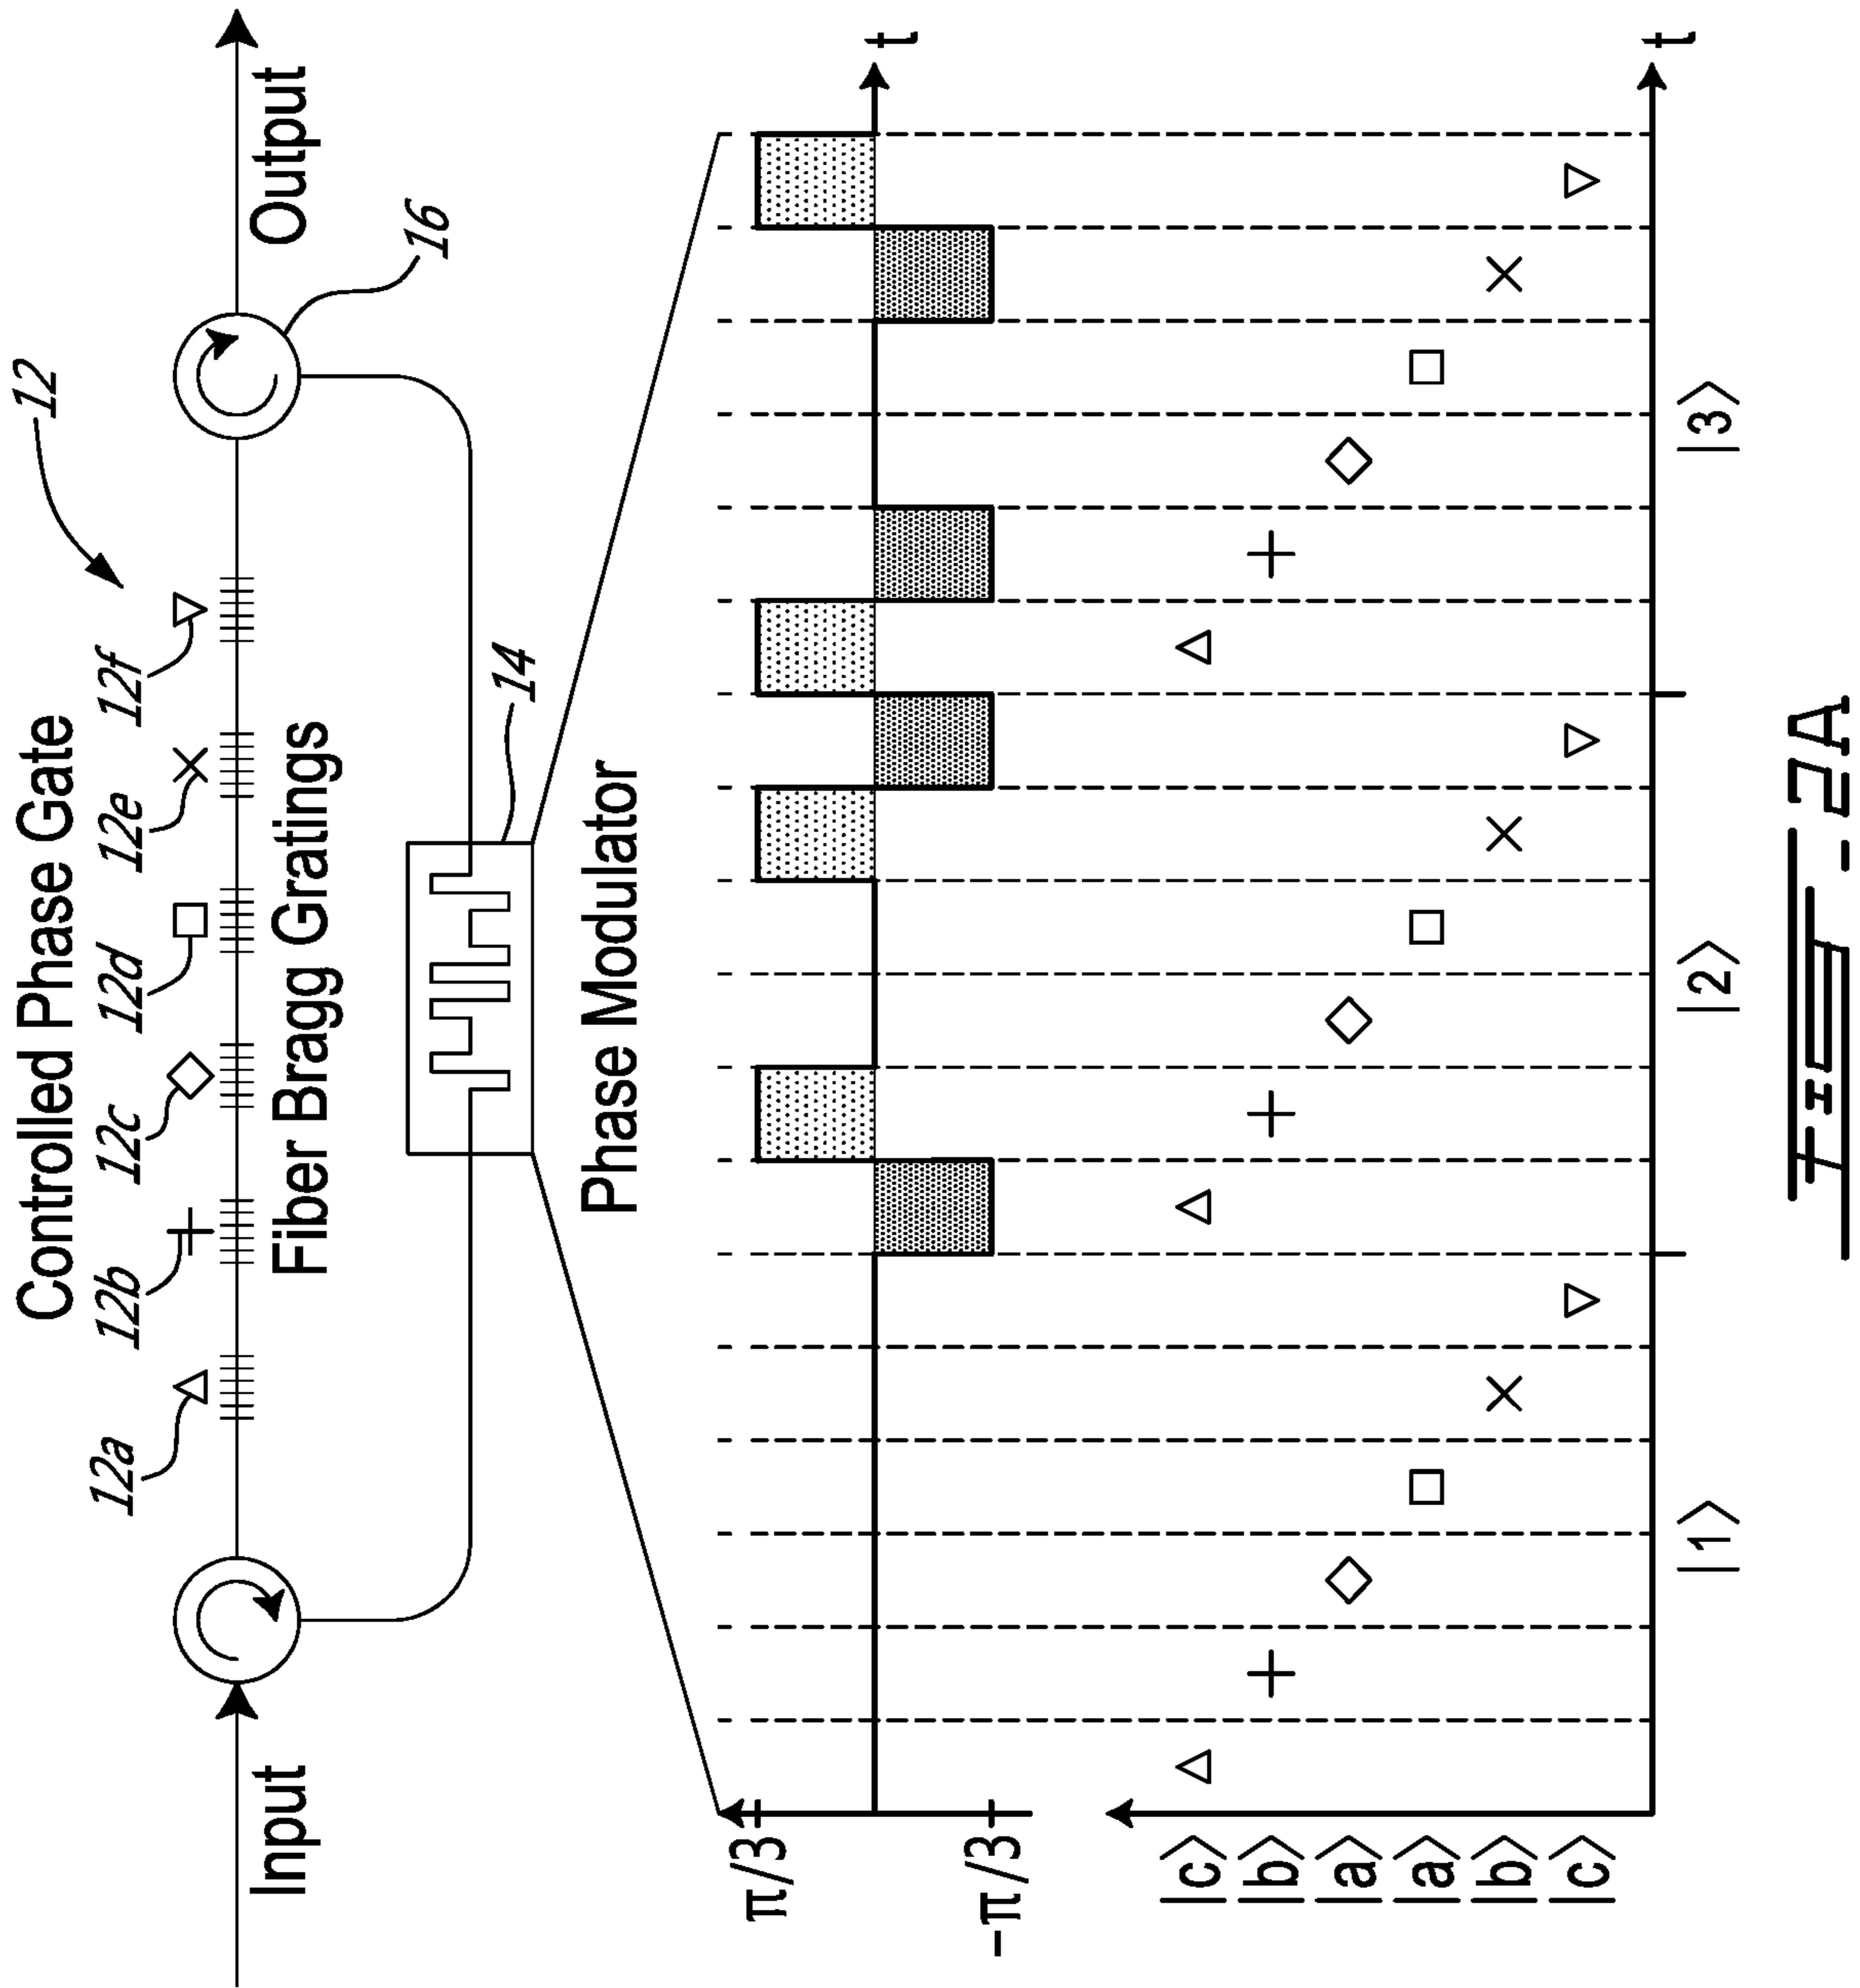 Controlled Phase Gate
12
12a
12b
12c
12d
12e
12f
Input
Output
Fiber Bragg Gratings
16
14
Phase Modulator
π/3
t
-π/3
|c>
|b>
|a>
|a>
|b>
|c>
t
|1>
|2>
|3>
FIG. - 2A